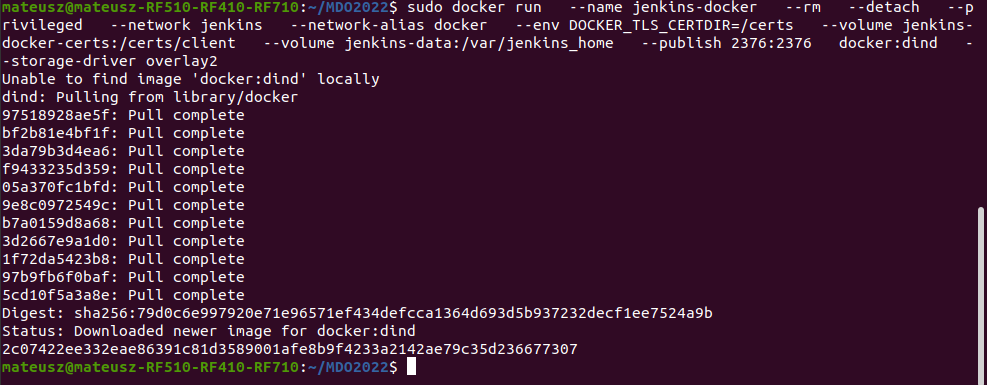 mateusz@mateusz-RF510-RF410-RF710:~/MDO2022$ sudo docker run   --name jenkins-docker   --rm   --detach   --p
rivileged   --network jenkins   --network-alias docker   --env DOCKER_TLS_CERTDIR=/certs   --volume jenkins-
docker-certs:/certs/client   --volume jenkins-data:/var/jenkins_home   --publish 2376:2376   docker:dind   -
-storage-driver overlay2
Unable to find image 'docker:dind' locally
dind: Pulling from library/docker
97518928ae5f: Pull complete
bf2b81e4bf1f: Pull complete
3da79b3d4ea6: Pull complete
f9433235d359: Pull complete
05a370fc1bfd: Pull complete
9e8c0972549c: Pull complete
b7a0159d8a68: Pull complete
3d2667e9a1d0: Pull complete
1f72da5423b8: Pull complete
97b9fb6f0baf: Pull complete
5cd10f5a3a8e: Pull complete
Digest: sha256:79d0c6e997920e71e96571ef434defcca1364d693d5b937232decf1ee7524a9b
Status: Downloaded newer image for docker:dind
2c07422ee332eae86391c81d3589001afe8b9f4233a2142ae79c35d236677307
mateusz@mateusz-RF510-RF410-RF710:~/MDO2022$